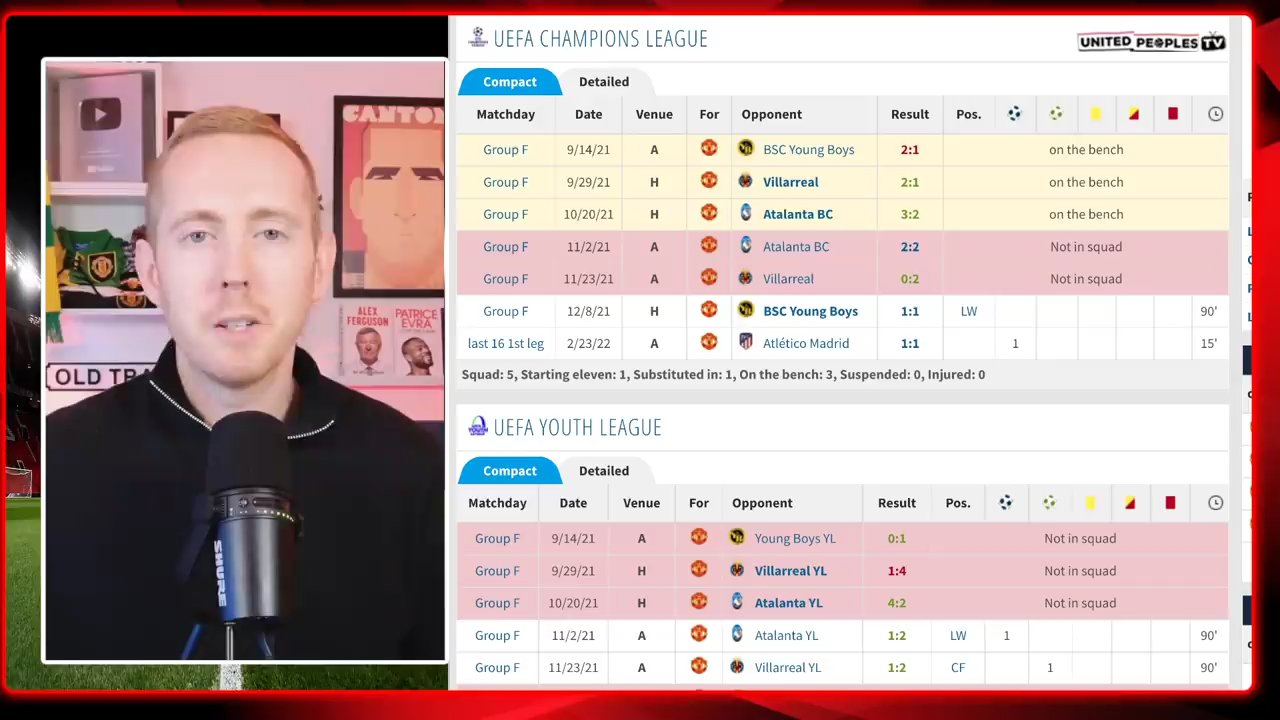 UEFA CHAMPIONS LEAGUE
UNITED PEOPLES TV
Compact Detailed
Matchday Date Venue For Opponent Result Pos.
Group F 9/14/21 A BSC Young Boys 2:1 on the bench
Group F 9/29/21 H Villarreal 2:1 on the bench
Group F 10/20/21 H Atalanta BC 3:2 on the bench
Group F 11/2/21 A Atalanta BC 2:2 Not in squad
Group F 11/23/21 A Villarreal 0:2 Not in squad
Group F 12/8/21 H BSC Young Boys 1:1 LW 90'
last 16 1st leg 2/23/22 A Atlético Madrid 1:1 1 15'
Squad: 5, Starting eleven: 1, Substituted in: 1, On the bench: 3, Suspended: 0, Injured: 0
UEFA YOUTH LEAGUE
Compact Detailed
Matchday Date Venue For Opponent Result Pos.
Group F 9/14/21 A Young Boys YL 0:1 Not in squad
Group F 9/29/21 H Villarreal YL 1:4 Not in squad
Group F 10/20/21 H Atalanta YL 4:2 Not in squad
Group F 11/2/21 A Atalanta YL 1:2 LW 1 90'
Group F 11/23/21 A Villarreal YL 1:2 CF 1 90'
CANTON
ALEX
FERGUSON
PATRICE
EVRA
OLD TRA
SHURE